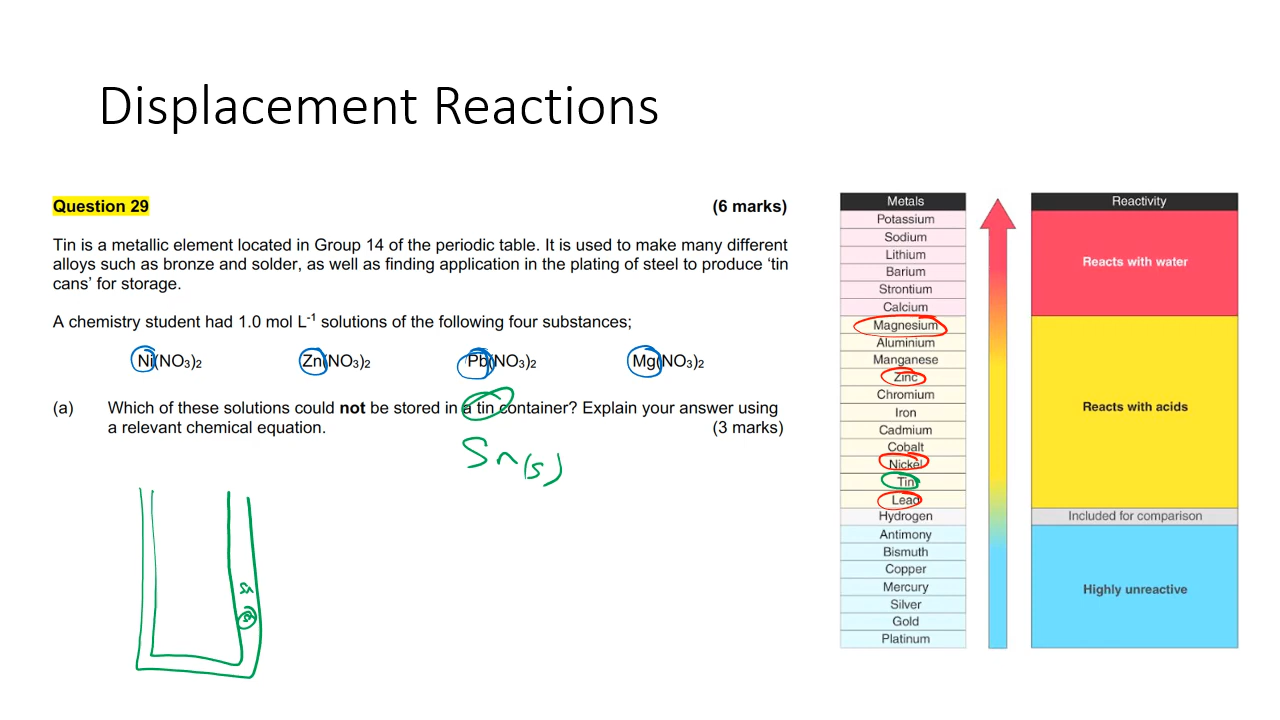 Displacement Reactions
Question 29
(6 marks)
Tin is a metallic element located in Group 14 of the periodic table. It is used to make many different
alloys such as bronze and solder, as well as finding application in the plating of steel to produce ‘tin
cans’ for storage.
A chemistry student had 1.0 mol L⁻¹ solutions of the following four substances;
Ni(NO₃)₂ Zn(NO₃)₂ Pb(NO₃)₂ Mg(NO₃)₂
(a) Which of these solutions could not be stored in a tin container? Explain your answer using
a relevant chemical equation. (3 marks)
Sn(s)
Sn
Sn
Metals
Potassium
Sodium
Lithium
Barium
Strontium
Calcium
Magnesium
Aluminium
Manganese
Zinc
Chromium
Iron
Cadmium
Cobalt
Nickel
Tin
Lead
Hydrogen
Antimony
Bismuth
Copper
Mercury
Silver
Gold
Platinum
Reactivity
Reacts with water
Reacts with acids
Included for comparison
Highly unreactive